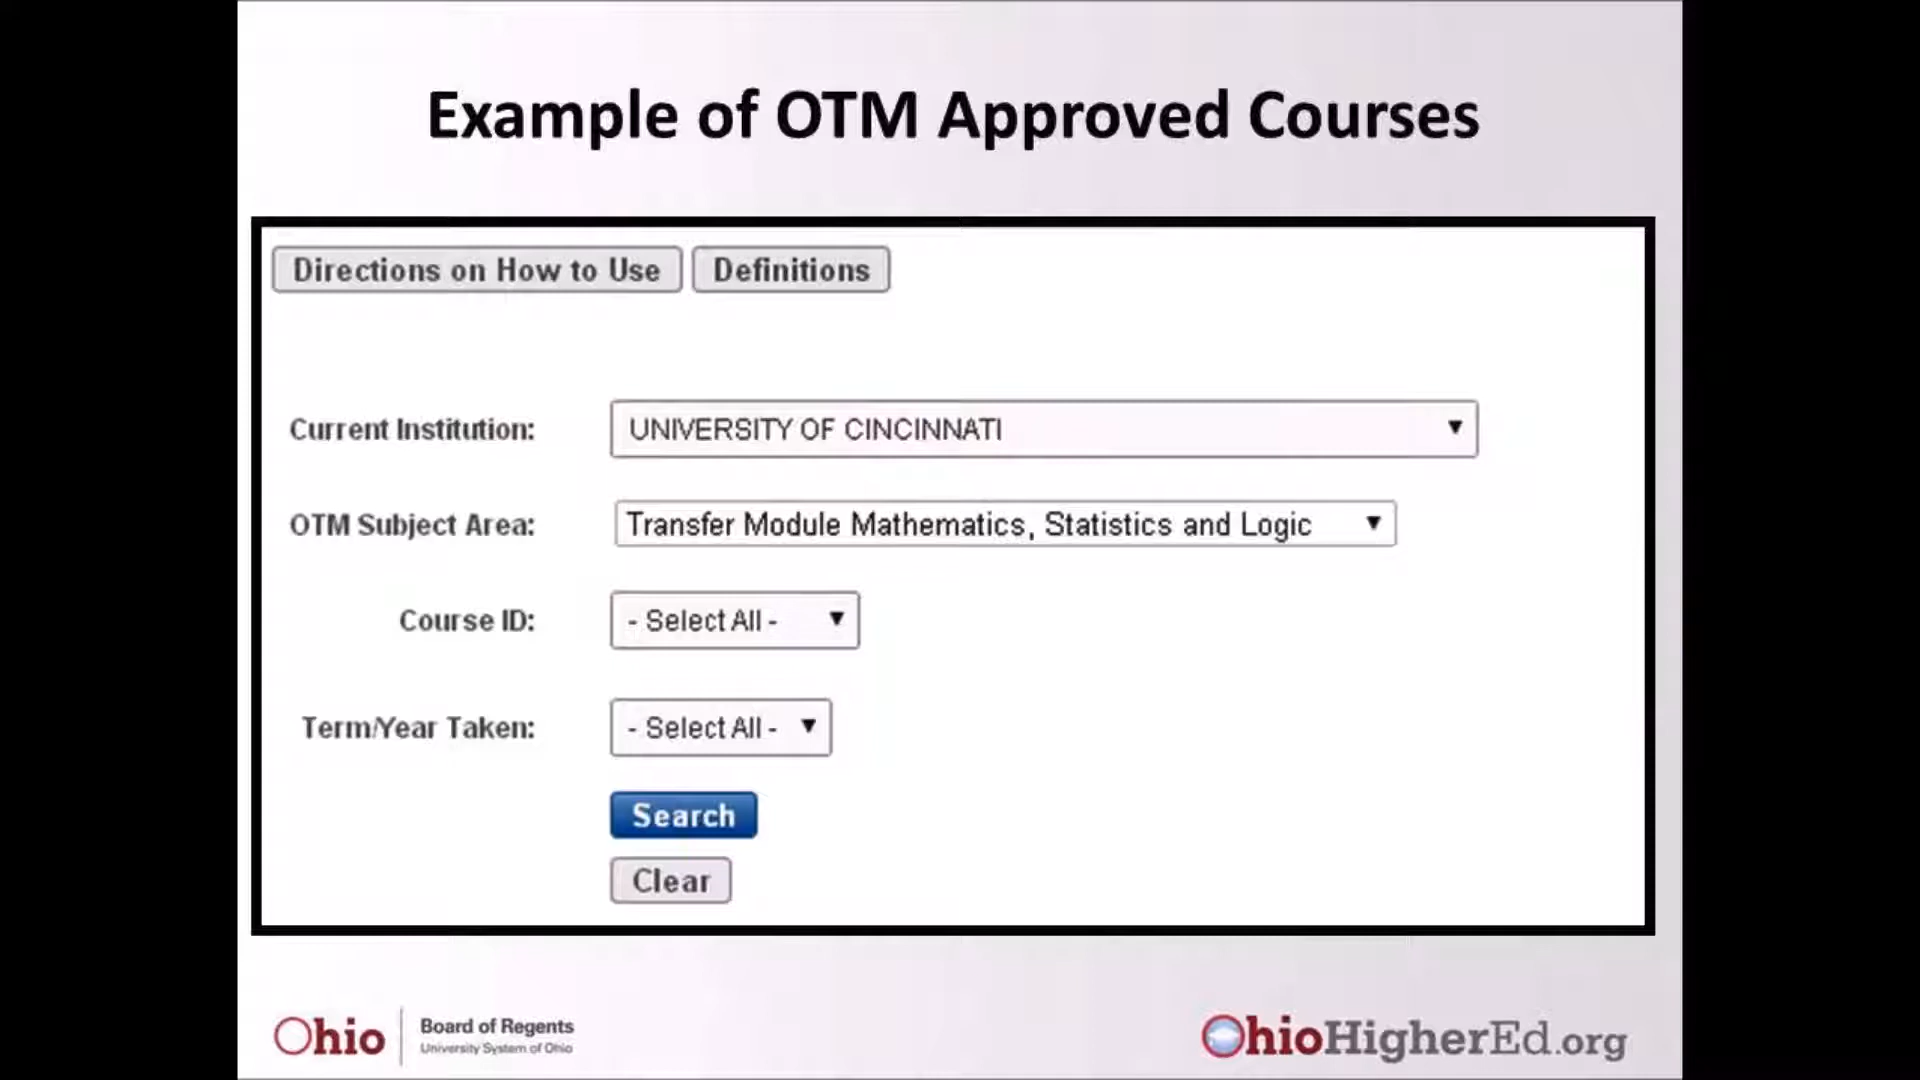 Example of OTM Approved Courses
Directions on How to Use Definitions
Current Institution: UNIVERSITY OF CINCINNATI
OTM Subject Area: Transfer Module Mathematics, Statistics and Logic
Course ID: - Select All -
Term/Year Taken: - Select All -
Search
Clear
Ohio Board of Regents
University System of Ohio
OhioHigherEd.org